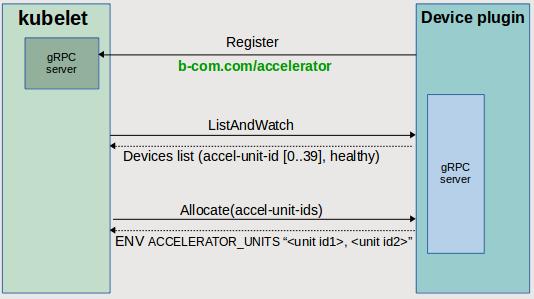 kubelet
Device plugin
gRPC
server
Register
b-com.com/accelerator
ListAndWatch
Devices list (accel-unit-id [0..39], healthy)
gRPC
server
Allocate(accel-unit-ids)
ENV ACCELERATOR_UNITS “<unit id1>, <unit id2>”